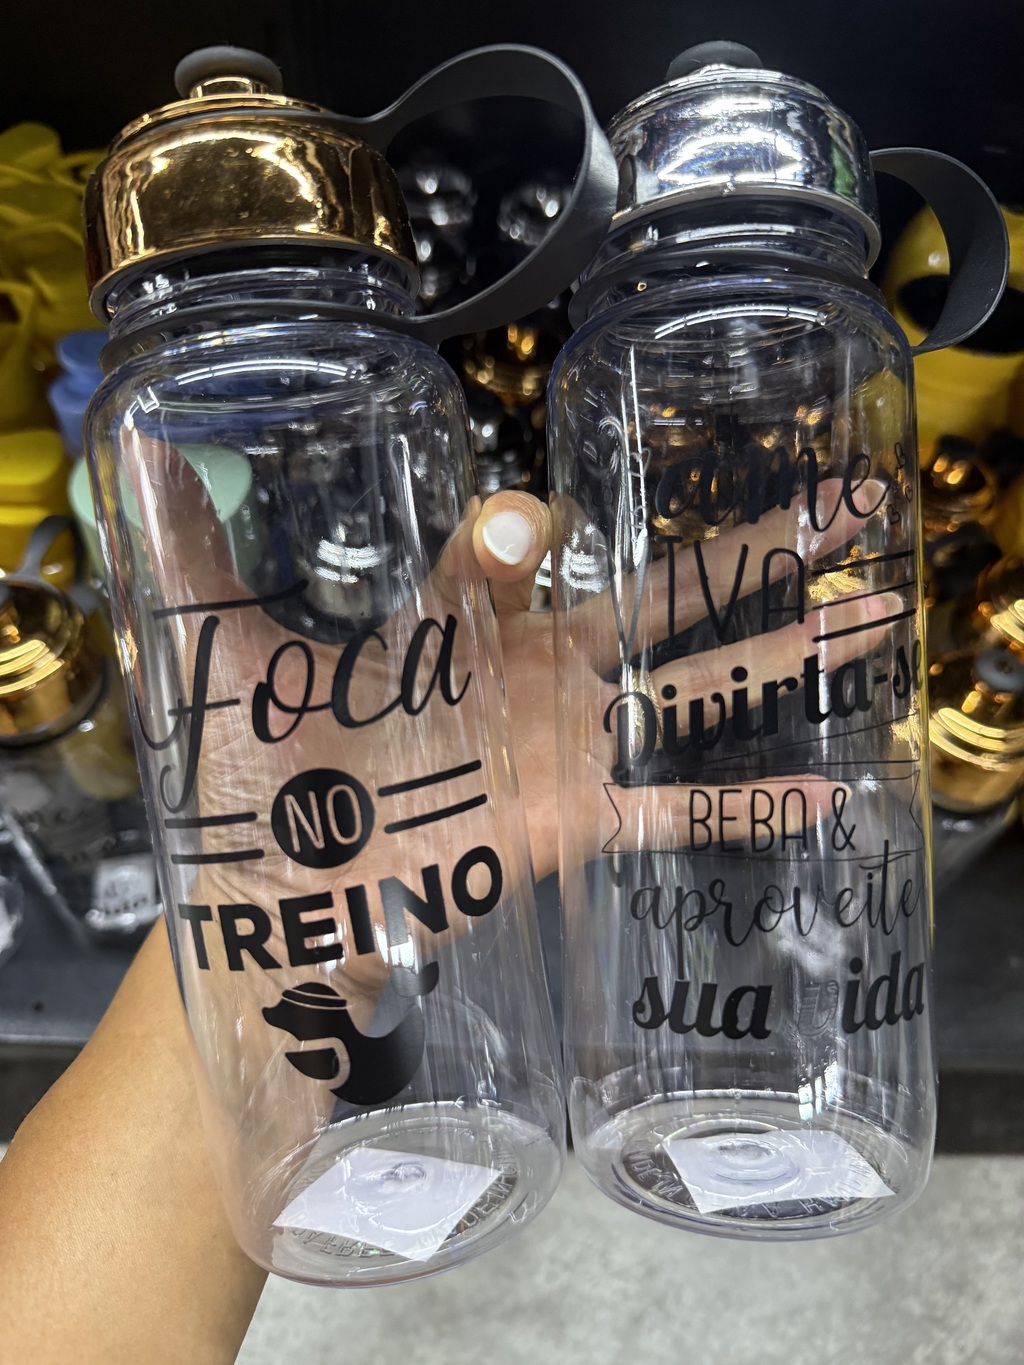 Foca
NO
TREINO
ame
VIVA
Divirta-se
BEBA &
aproveite
sua vida